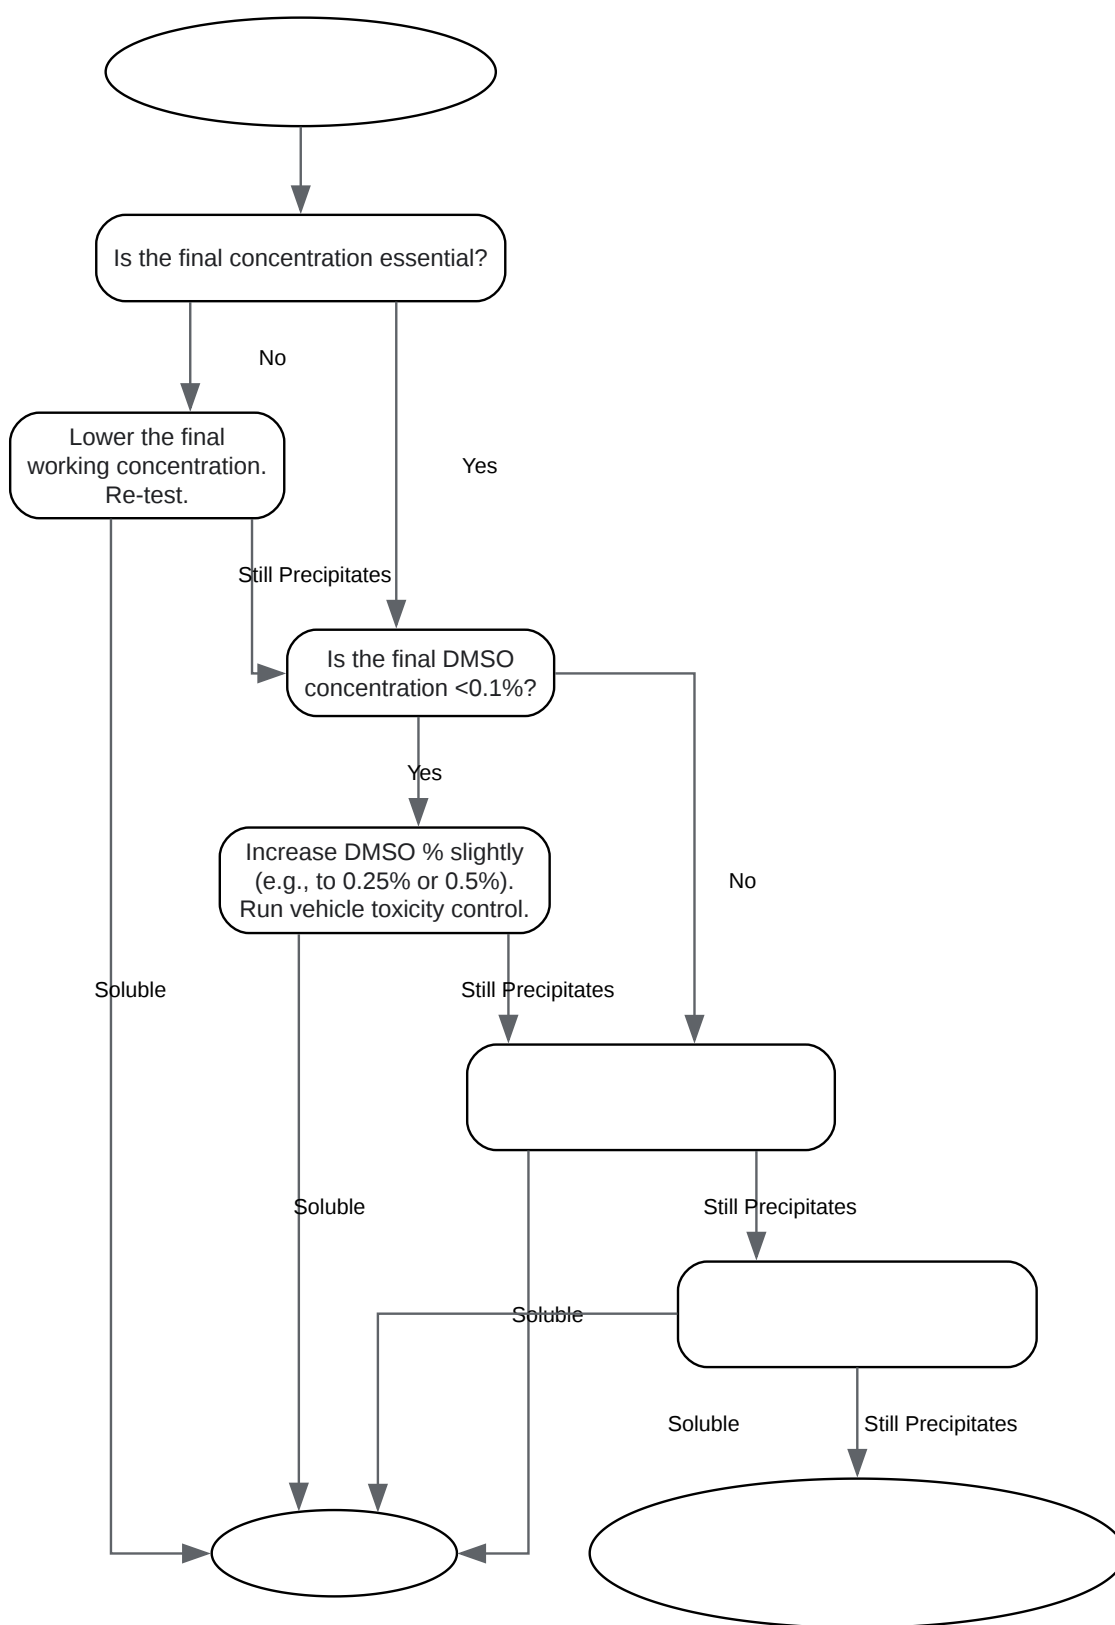 Is the final concentration essential?
No
Lower the final
working concentration.
Re-test.
Yes
Still Precipitates
Is the final DMSO
concentration <0.1%?
Yes
Increase DMSO % slightly
(e.g., to 0.25% or 0.5%).
Run vehicle toxicity control.
No
Soluble
Still Precipitates
Soluble
Still Precipitates
Soluble
Soluble
Still Precipitates